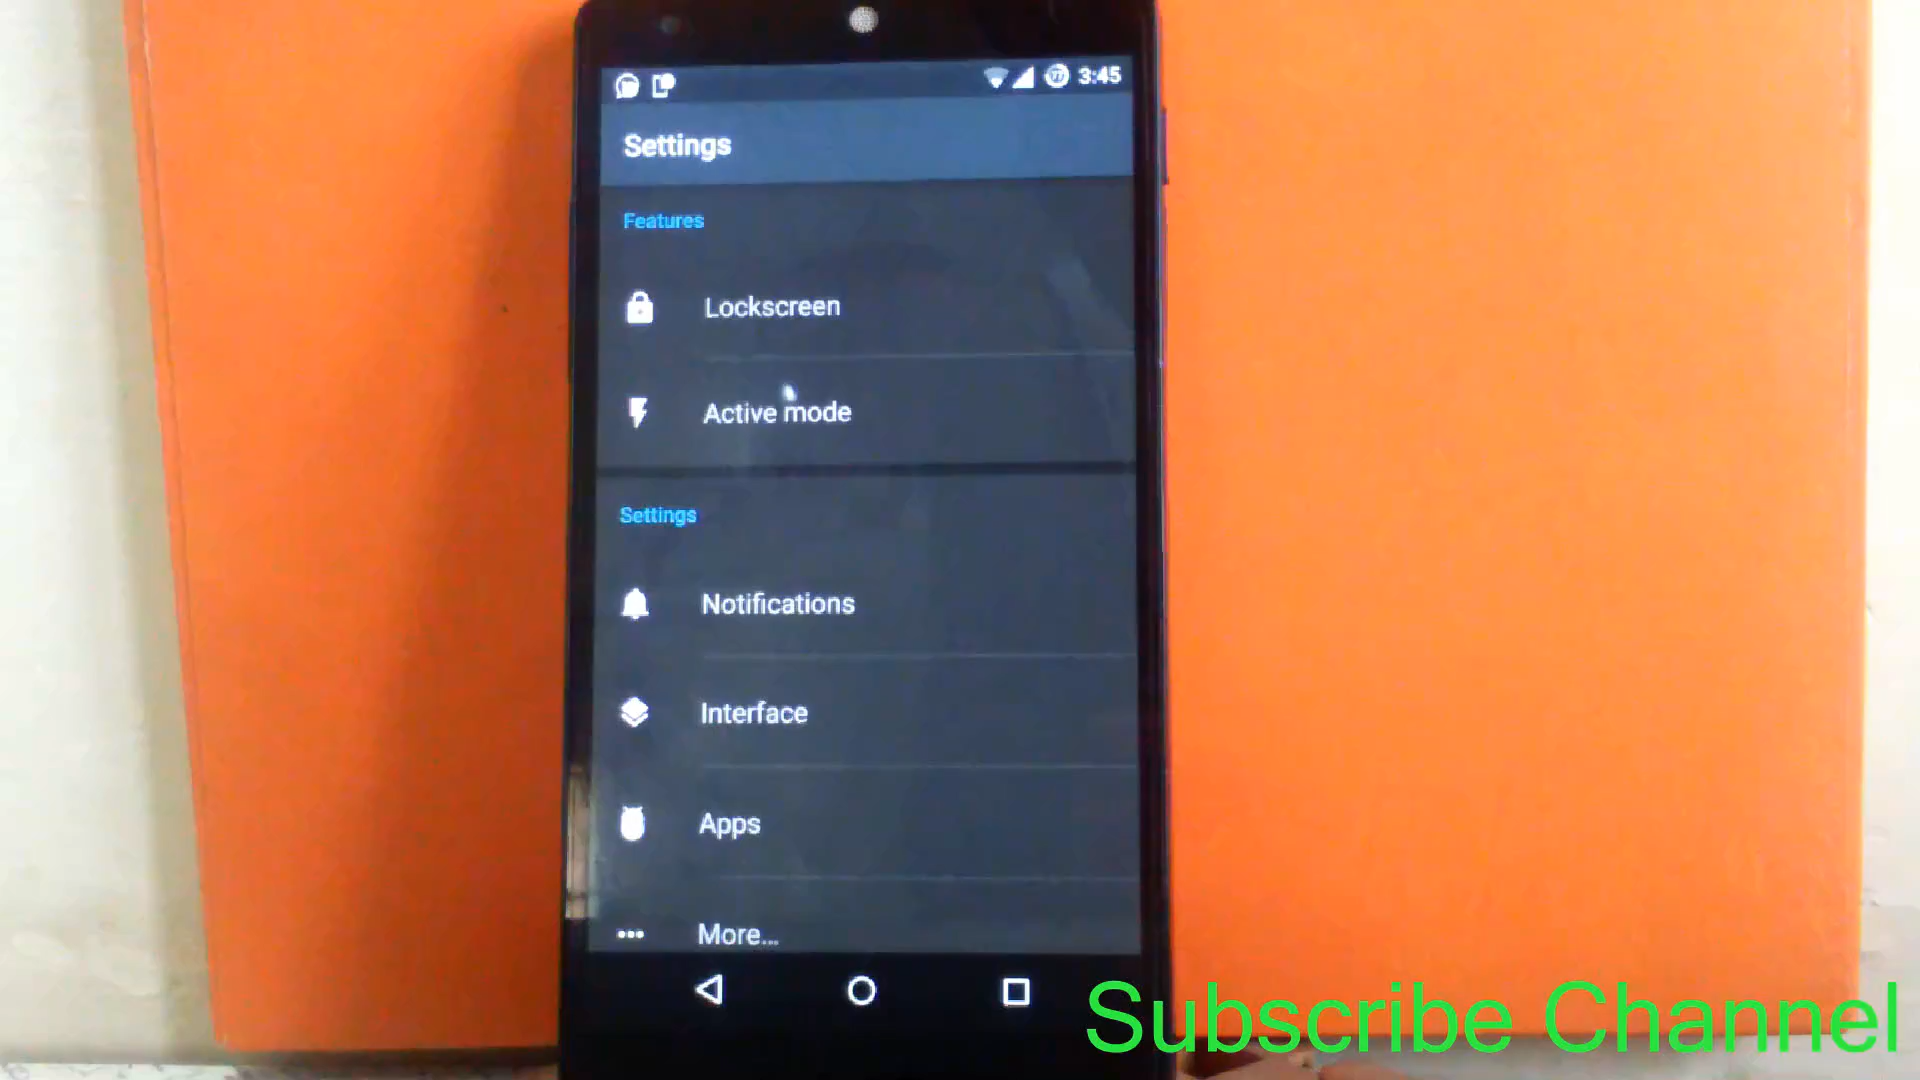 3:45
Settings
Features
Lockscreen
Active mode
Settings
Notifications
Interface
Apps
More...
Subscribe Channel